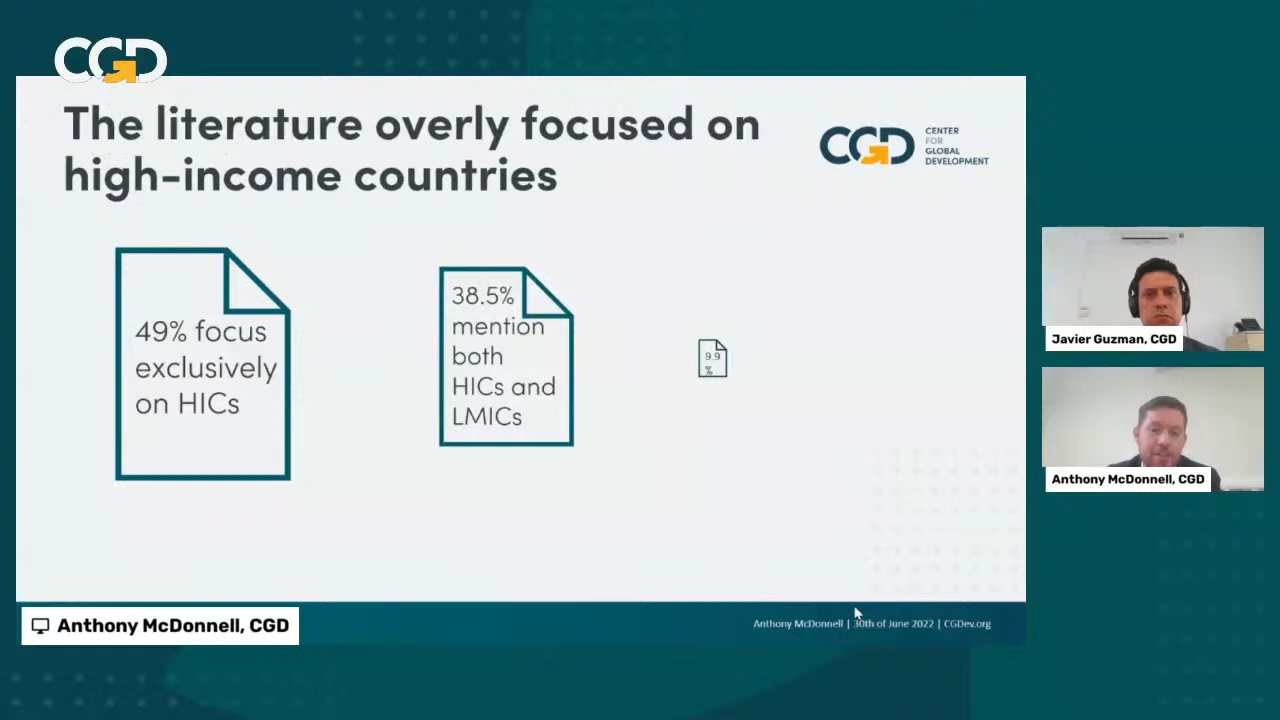 CGD
The literature overly focused on
high-income countries
CGD
CENTER
FOR
GLOBAL
DEVELOPMENT
49% focus
exclusively
on HICs
38.5%
mention
both
HICs and
LMICs
9.9
%
Javier Guzman, CGD
Anthony McDonnell, CGD
Anthony McDonnell, CGD
Anthony McDonnell | 30th of June 2022 | CGDev.org